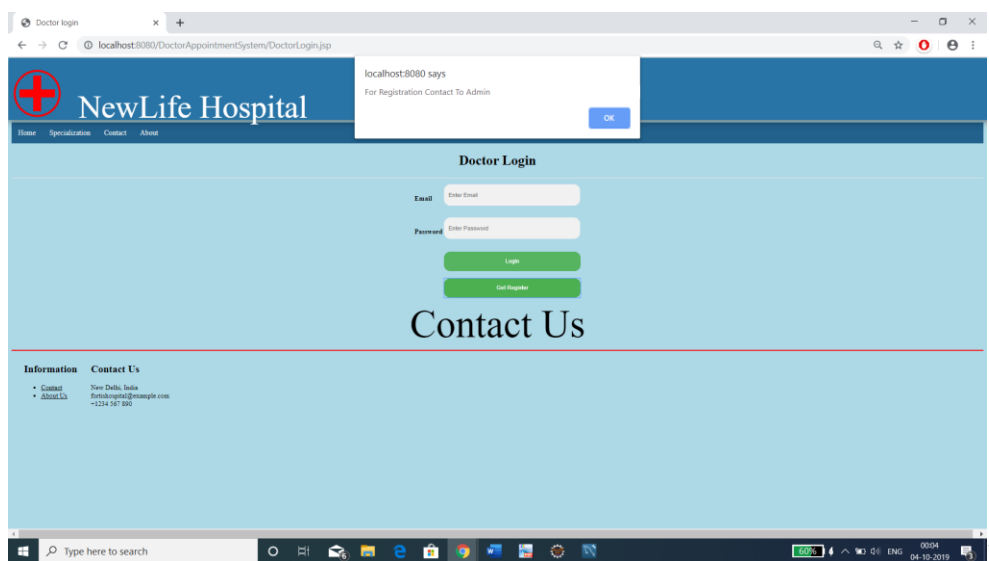 Doctor login
localhost:8080/DoctorAppointmentSystem/DoctorLogin.jsp
localhost:8080 says
For Registration Contact To Admin
OK
NewLife Hospital
Home Specialization Contact About
Doctor Login
Email Enter Email
Password Enter Password
Login
Get Register
Contact Us
Information Contact Us
Contact New Delhi, India
About Us fortishospital@example.com
+1234 567 890
Type here to search
60% ENG 00:04
04-10-2019